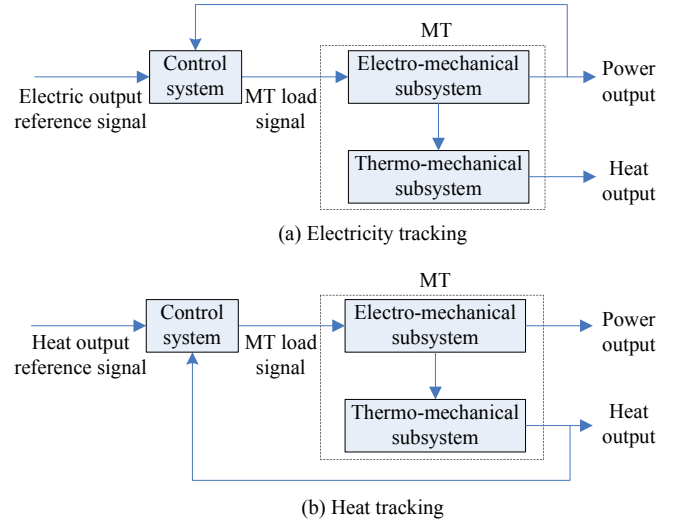 MT
Control
system
Electro-mechanical
subsystem
Power
output
Electric output
reference signal
MT load
signal
Thermo-mechanical
subsystem
Heat
output
(a) Electricity tracking
MT
Control
system
Electro-mechanical
subsystem
Power
output
Heat output
reference signal
MT load
signal
Thermo-mechanical
subsystem
Heat
output
(b) Heat tracking